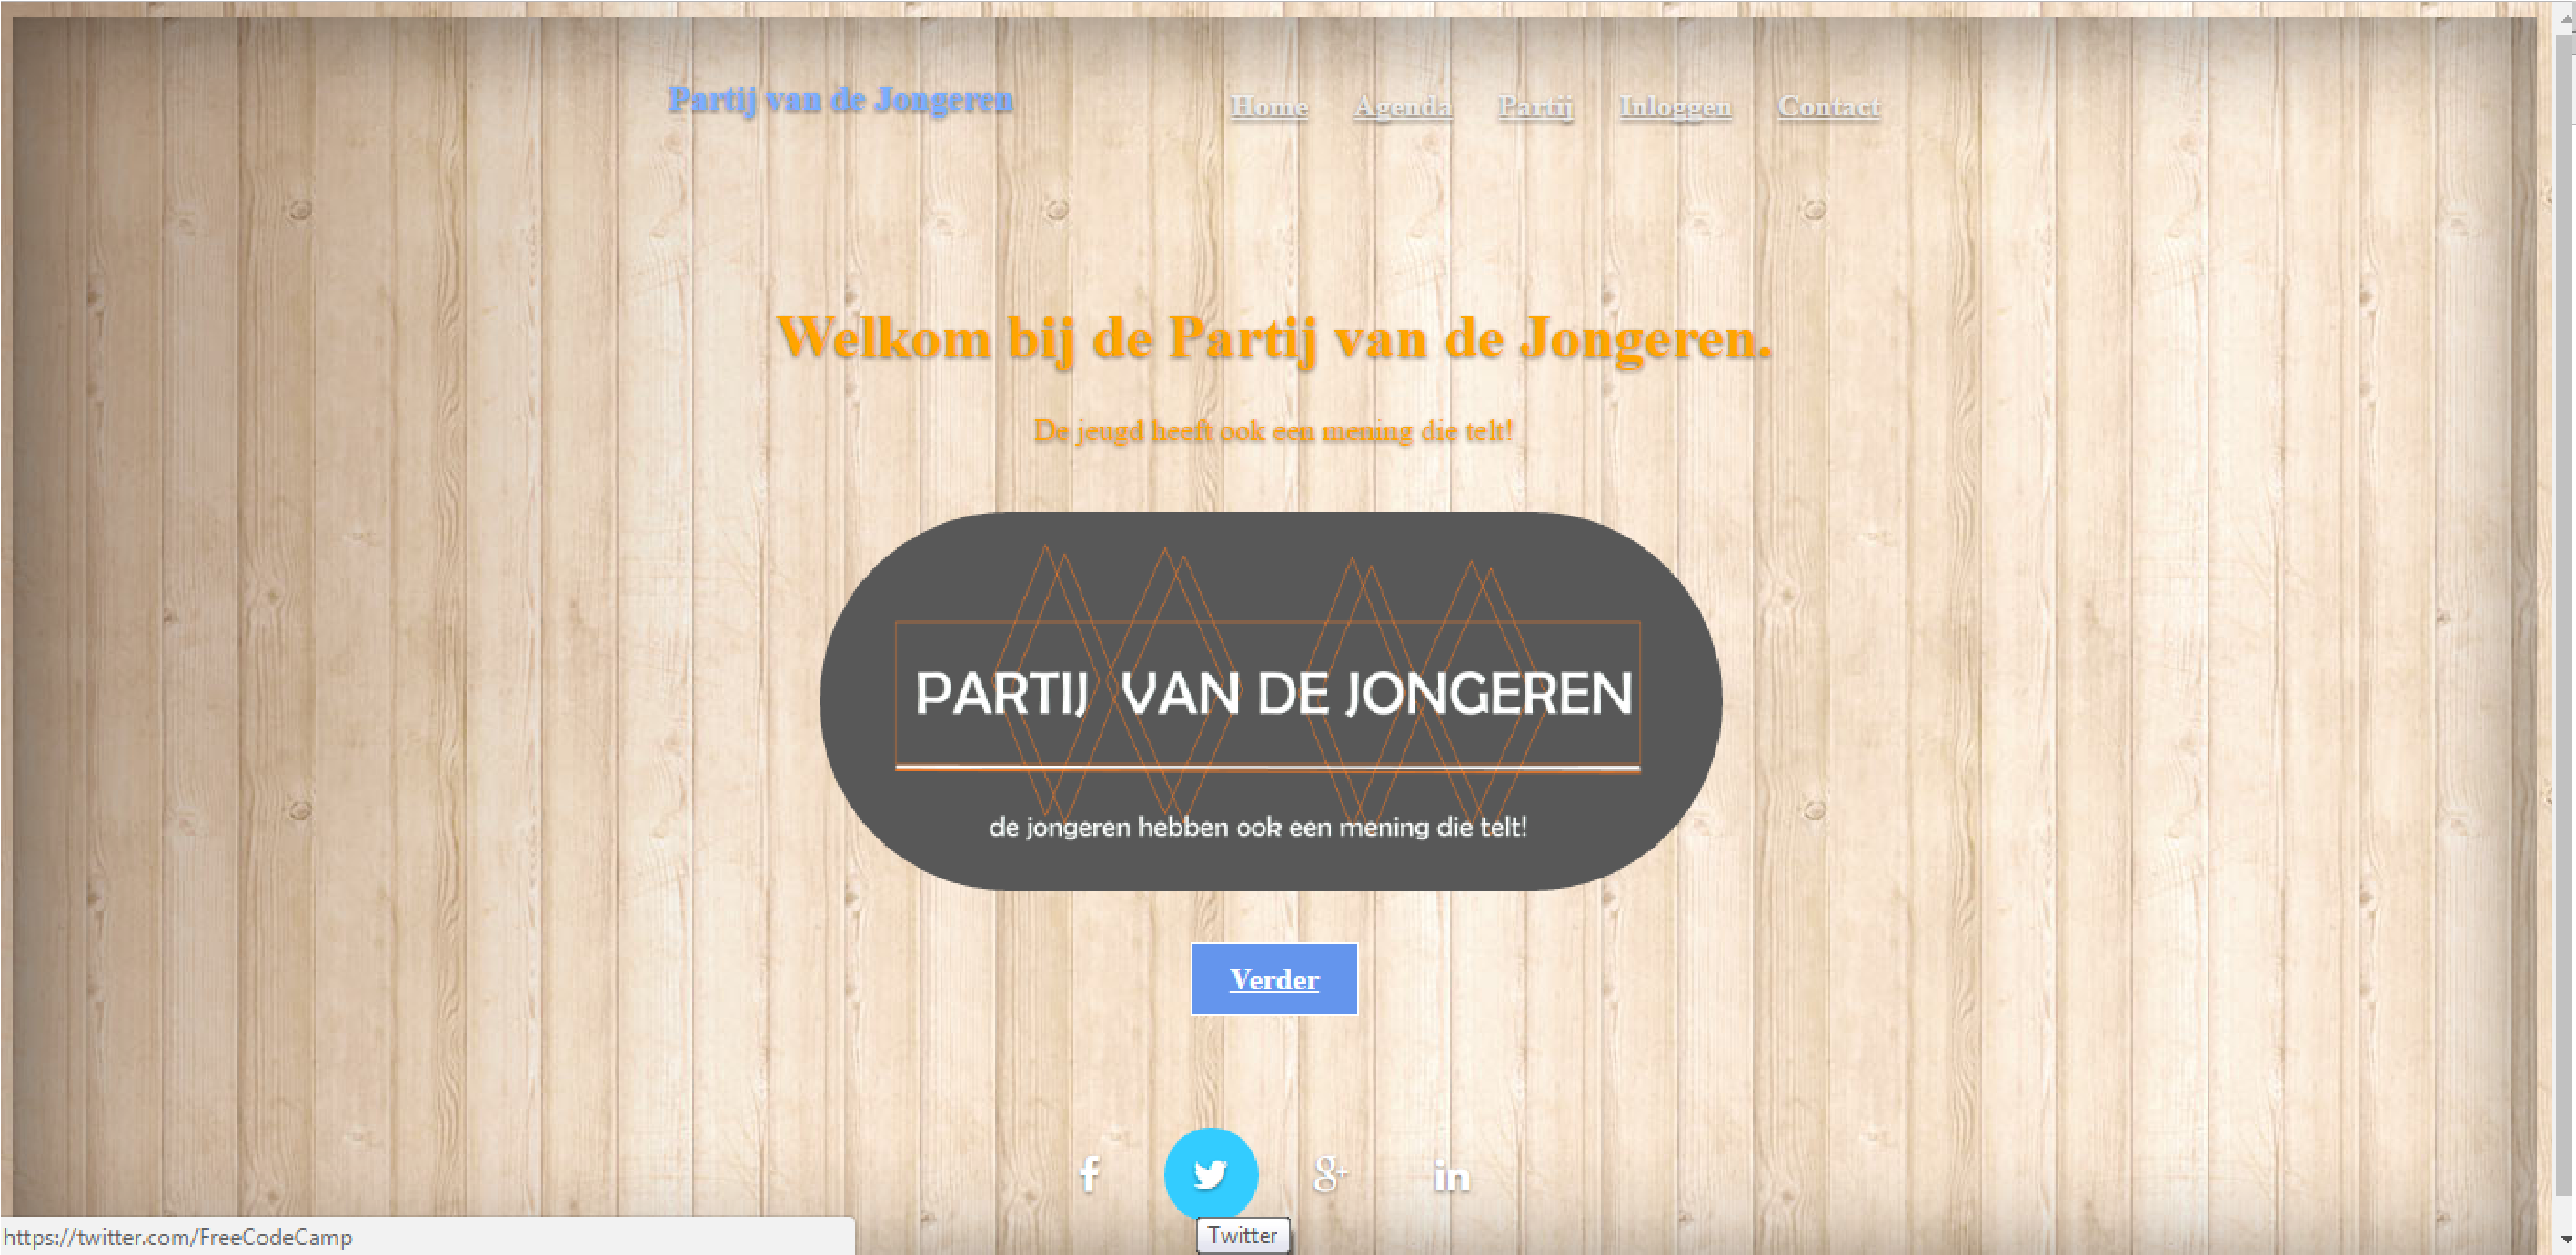 Partij van de Jongeren
Home Agenda Partij Inloggen Contact
Welkom bij de Partij van de Jongeren.
De jeugd heeft ook een mening die telt!
PARTIJ VAN DE JONGEREN
de jongeren hebben ook een mening die telt!
Verder
f g+ in
Twitter
https://twitter.com/FreeCodeCamp